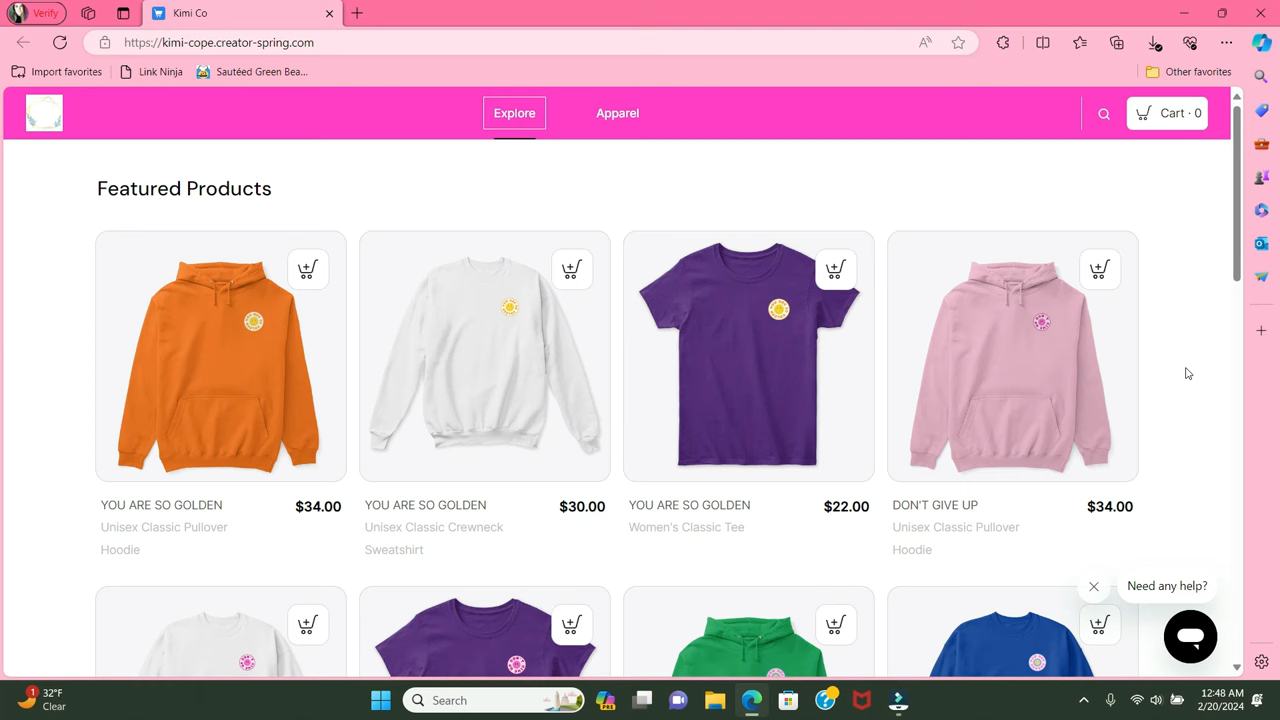 Verify
Kimi Co
https://kimi-cope.creator-spring.com
Import favorites
Link Ninja
Sautéed Green Bea...
Other favorites
Explore
Apparel
Cart · 0
Featured Products
YOU ARE SO GOLDEN
$34.00
Unisex Classic Pullover
Hoodie
YOU ARE SO GOLDEN
$30.00
Unisex Classic Crewneck
Sweatshirt
YOU ARE SO GOLDEN
$22.00
Women's Classic Tee
DON'T GIVE UP
$34.00
Unisex Classic Pullover
Hoodie
Need any help?
1
32°F
Clear
Search
PRE
12:48 AM
2/20/2024